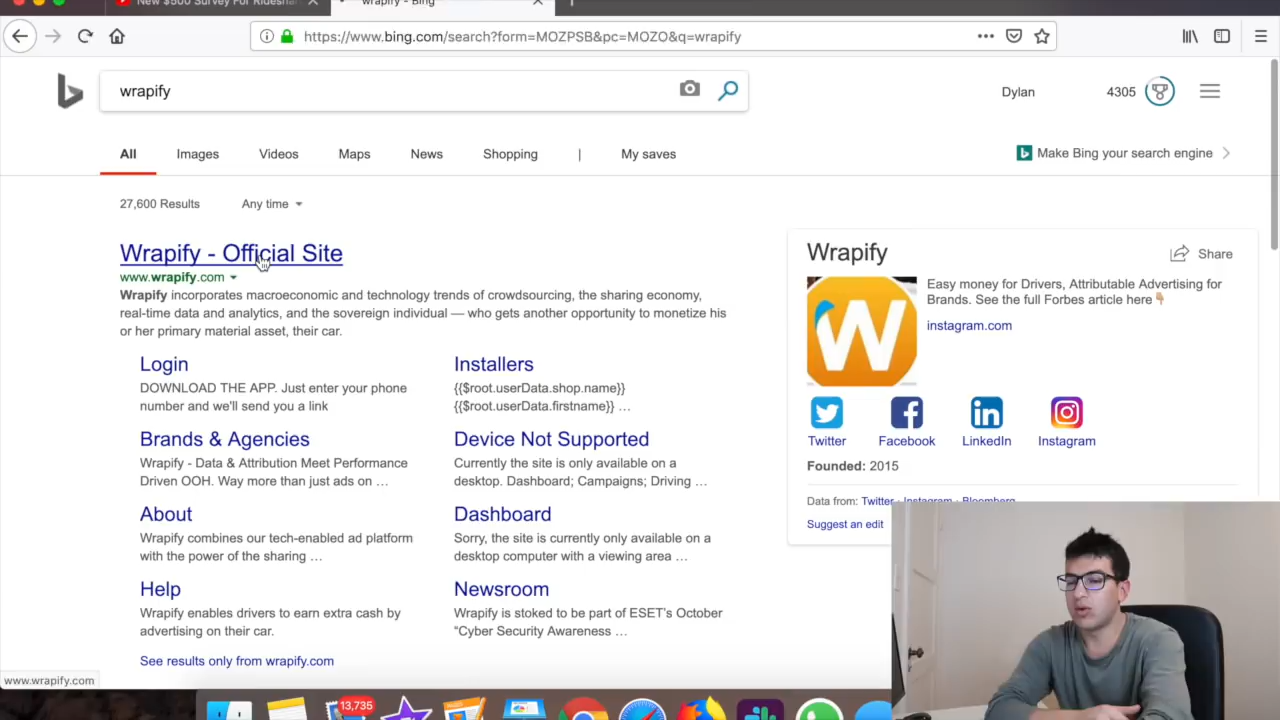 New $500 Survey For Rideshar
wrapify - Bing
https://www.bing.com/search?form=MOZPSB&pc=MOZO&q=wrapify
wrapify
Dylan
4305
All
Images
Videos
Maps
News
Shopping
|
My saves
Make Bing your search engine
27,600 Results
Any time
Wrapify - Official Site
www.wrapify.com
Wrapify incorporates macroeconomic and technology trends of crowdsourcing, the sharing economy,
real-time data and analytics, and the sovereign individual — who gets another opportunity to monetize his
or her primary material asset, their car.
Login
DOWNLOAD THE APP. Just enter your phone
number and we'll send you a link
Installers
{{$root.userData.shop.name}}
{{$root.userData.firstname}} ...
Brands & Agencies
Wrapify - Data & Attribution Meet Performance
Driven OOH. Way more than just ads on ...
Device Not Supported
Currently the site is only available on a
desktop. Dashboard; Campaigns; Driving ...
About
Wrapify combines our tech-enabled ad platform
with the power of the sharing ...
Dashboard
Sorry, the site is currently only available on a
desktop computer with a viewing area ...
Help
Wrapify enables drivers to earn extra cash by
advertising on their car.
Newsroom
Wrapify is stoked to be part of ESET's October
“Cyber Security Awareness ...
See results only from wrapify.com
Wrapify
Share
W
Easy money for Drivers, Attributable Advertising for
Brands. See the full Forbes article here
instagram.com
Twitter
Facebook
LinkedIn
Instagram
Founded: 2015
Data from: Twitter - Instagram - Bloomberg
Suggest an edit
www.wrapify.com
13,735